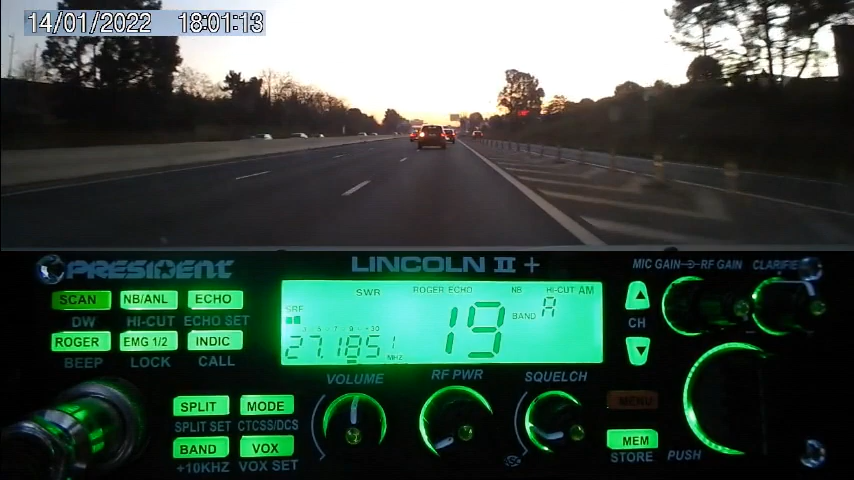 14/01/2022 18:01:13
PRESIDENT LINCOLN II + MIC GAIN RF GAIN CLARIFIER
SCAN NB/ANL ECHO
DW HI-CUT ECHO SET
ROGER EMG 1/2 INDIC
BEEP LOCK CALL
SWR ROGER ECHO NB HI-CUT AM
SRF
19 BAND A
27.1851 MHZ
CH
VOLUME RF PWR SQUELCH
SPLIT MODE
SPLIT SET CTCSS/DCS
BAND VOX
+10KHZ VOX SET
MENU
MEM
STORE PUSH